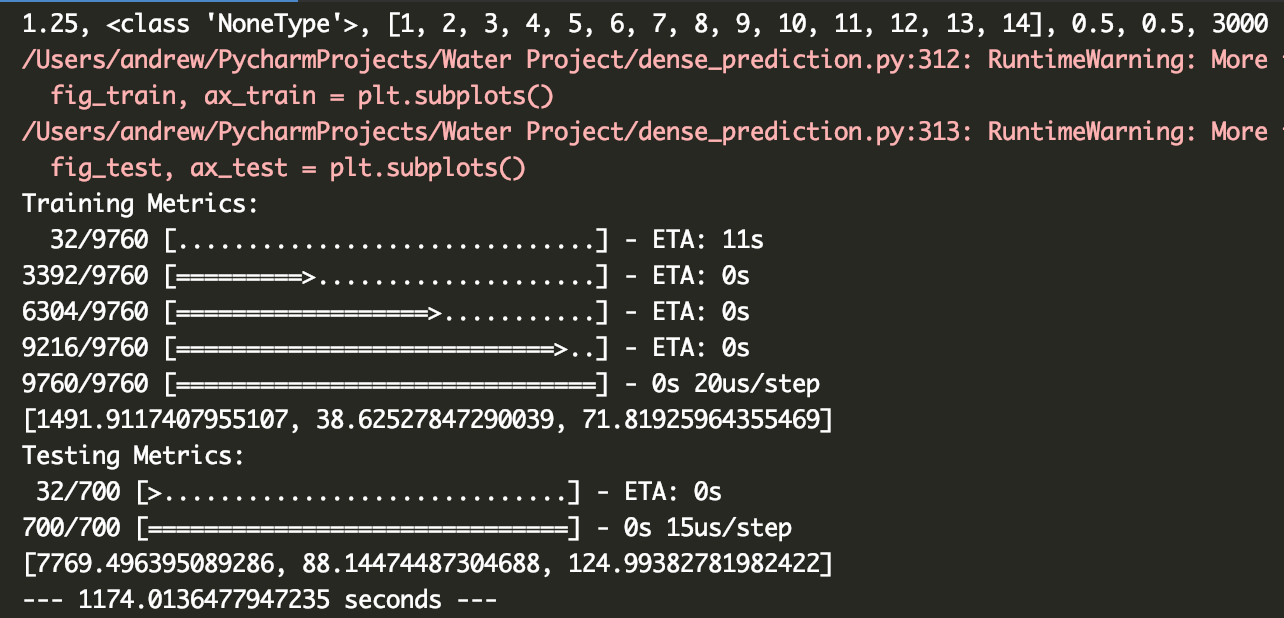 1.25, <class 'NoneType'>, [1, 2, 3, 4, 5, 6, 7, 8, 9, 10, 11, 12, 13, 14], 0.5, 0.5, 3000
/Users/andrew/PycharmProjects/Water Project/dense_prediction.py:312: RuntimeWarning: More
  fig_train, ax_train = plt.subplots()
/Users/andrew/PycharmProjects/Water Project/dense_prediction.py:313: RuntimeWarning: More
  fig_test, ax_test = plt.subplots()
Training Metrics:
  32/9760 [..............................] - ETA: 11s
3392/9760 [=========>....................] - ETA: 0s
6304/9760 [==================>...........] - ETA: 0s
9216/9760 [===========================>..] - ETA: 0s
9760/9760 [==============================] - 0s 20us/step
[1491.9117407955107, 38.62527847290039, 71.81925964355469]
Testing Metrics:
 32/700 [>.............................] - ETA: 0s
700/700 [==============================] - 0s 15us/step
[7769.496395089286, 88.14474487304688, 124.99382781982422]
--- 1174.0136477947235 seconds ---